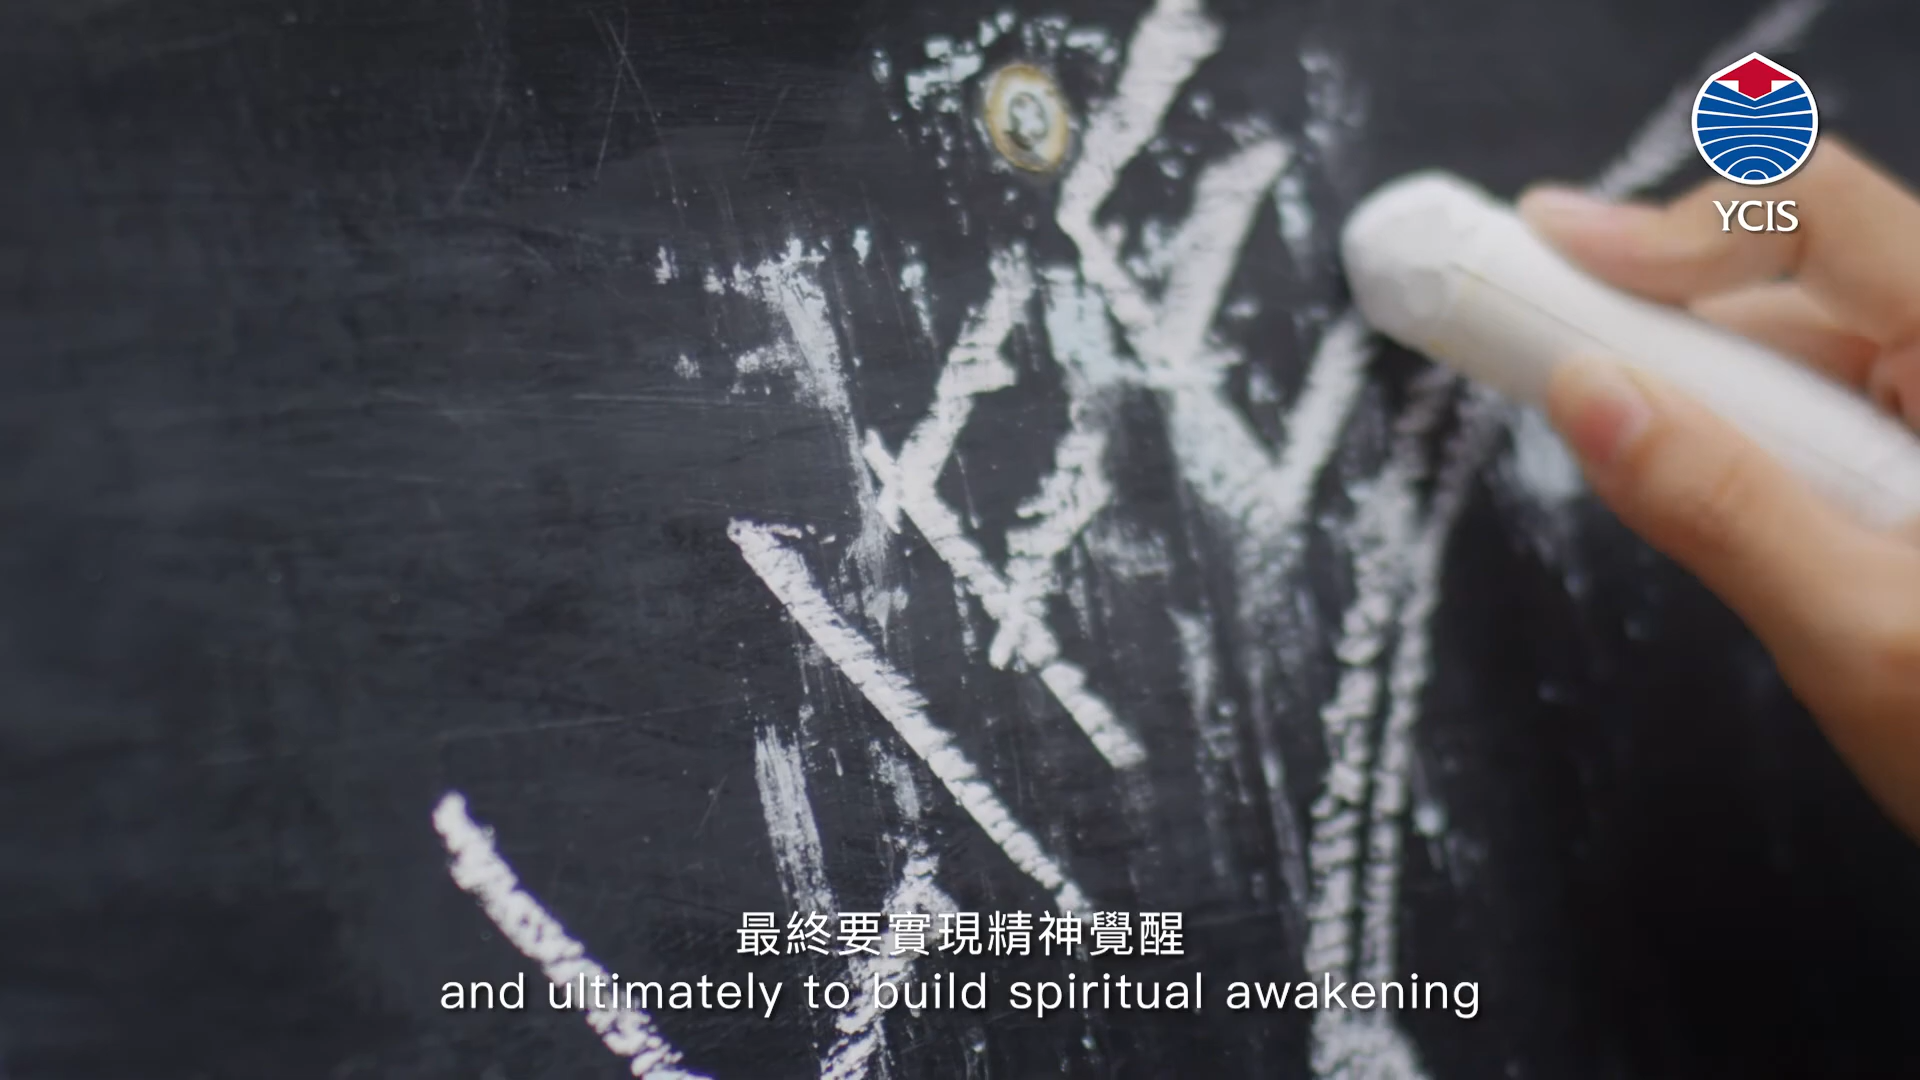 YCIS
最終要實現精神覺醒
and ultimately to build spiritual awakening